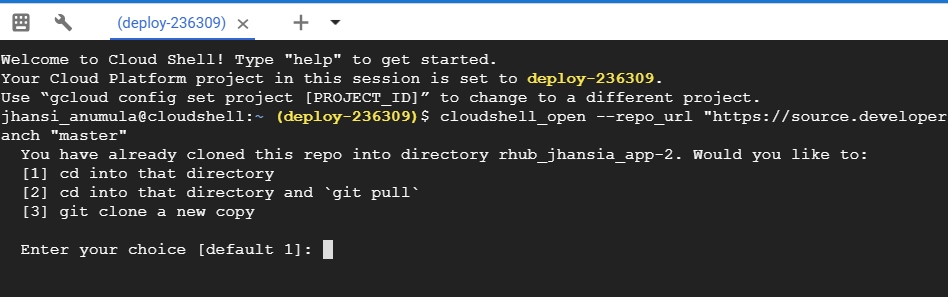 (deploy-236309)
Welcome to Cloud Shell! Type "help" to get started.
Your Cloud Platform project in this session is set to deploy-236309.
Use “gcloud config set project [PROJECT_ID]” to change to a different project.
jhansi_anumula@cloudshell:~ (deploy-236309)$ cloudshell_open --repo_url "https://source.developer
anch "master"
You have already cloned this repo into directory rhub_jhansia_app-2. Would you like to:
[1] cd into that directory
[2] cd into that directory and `git pull`
[3] git clone a new copy
Enter your choice [default 1]: